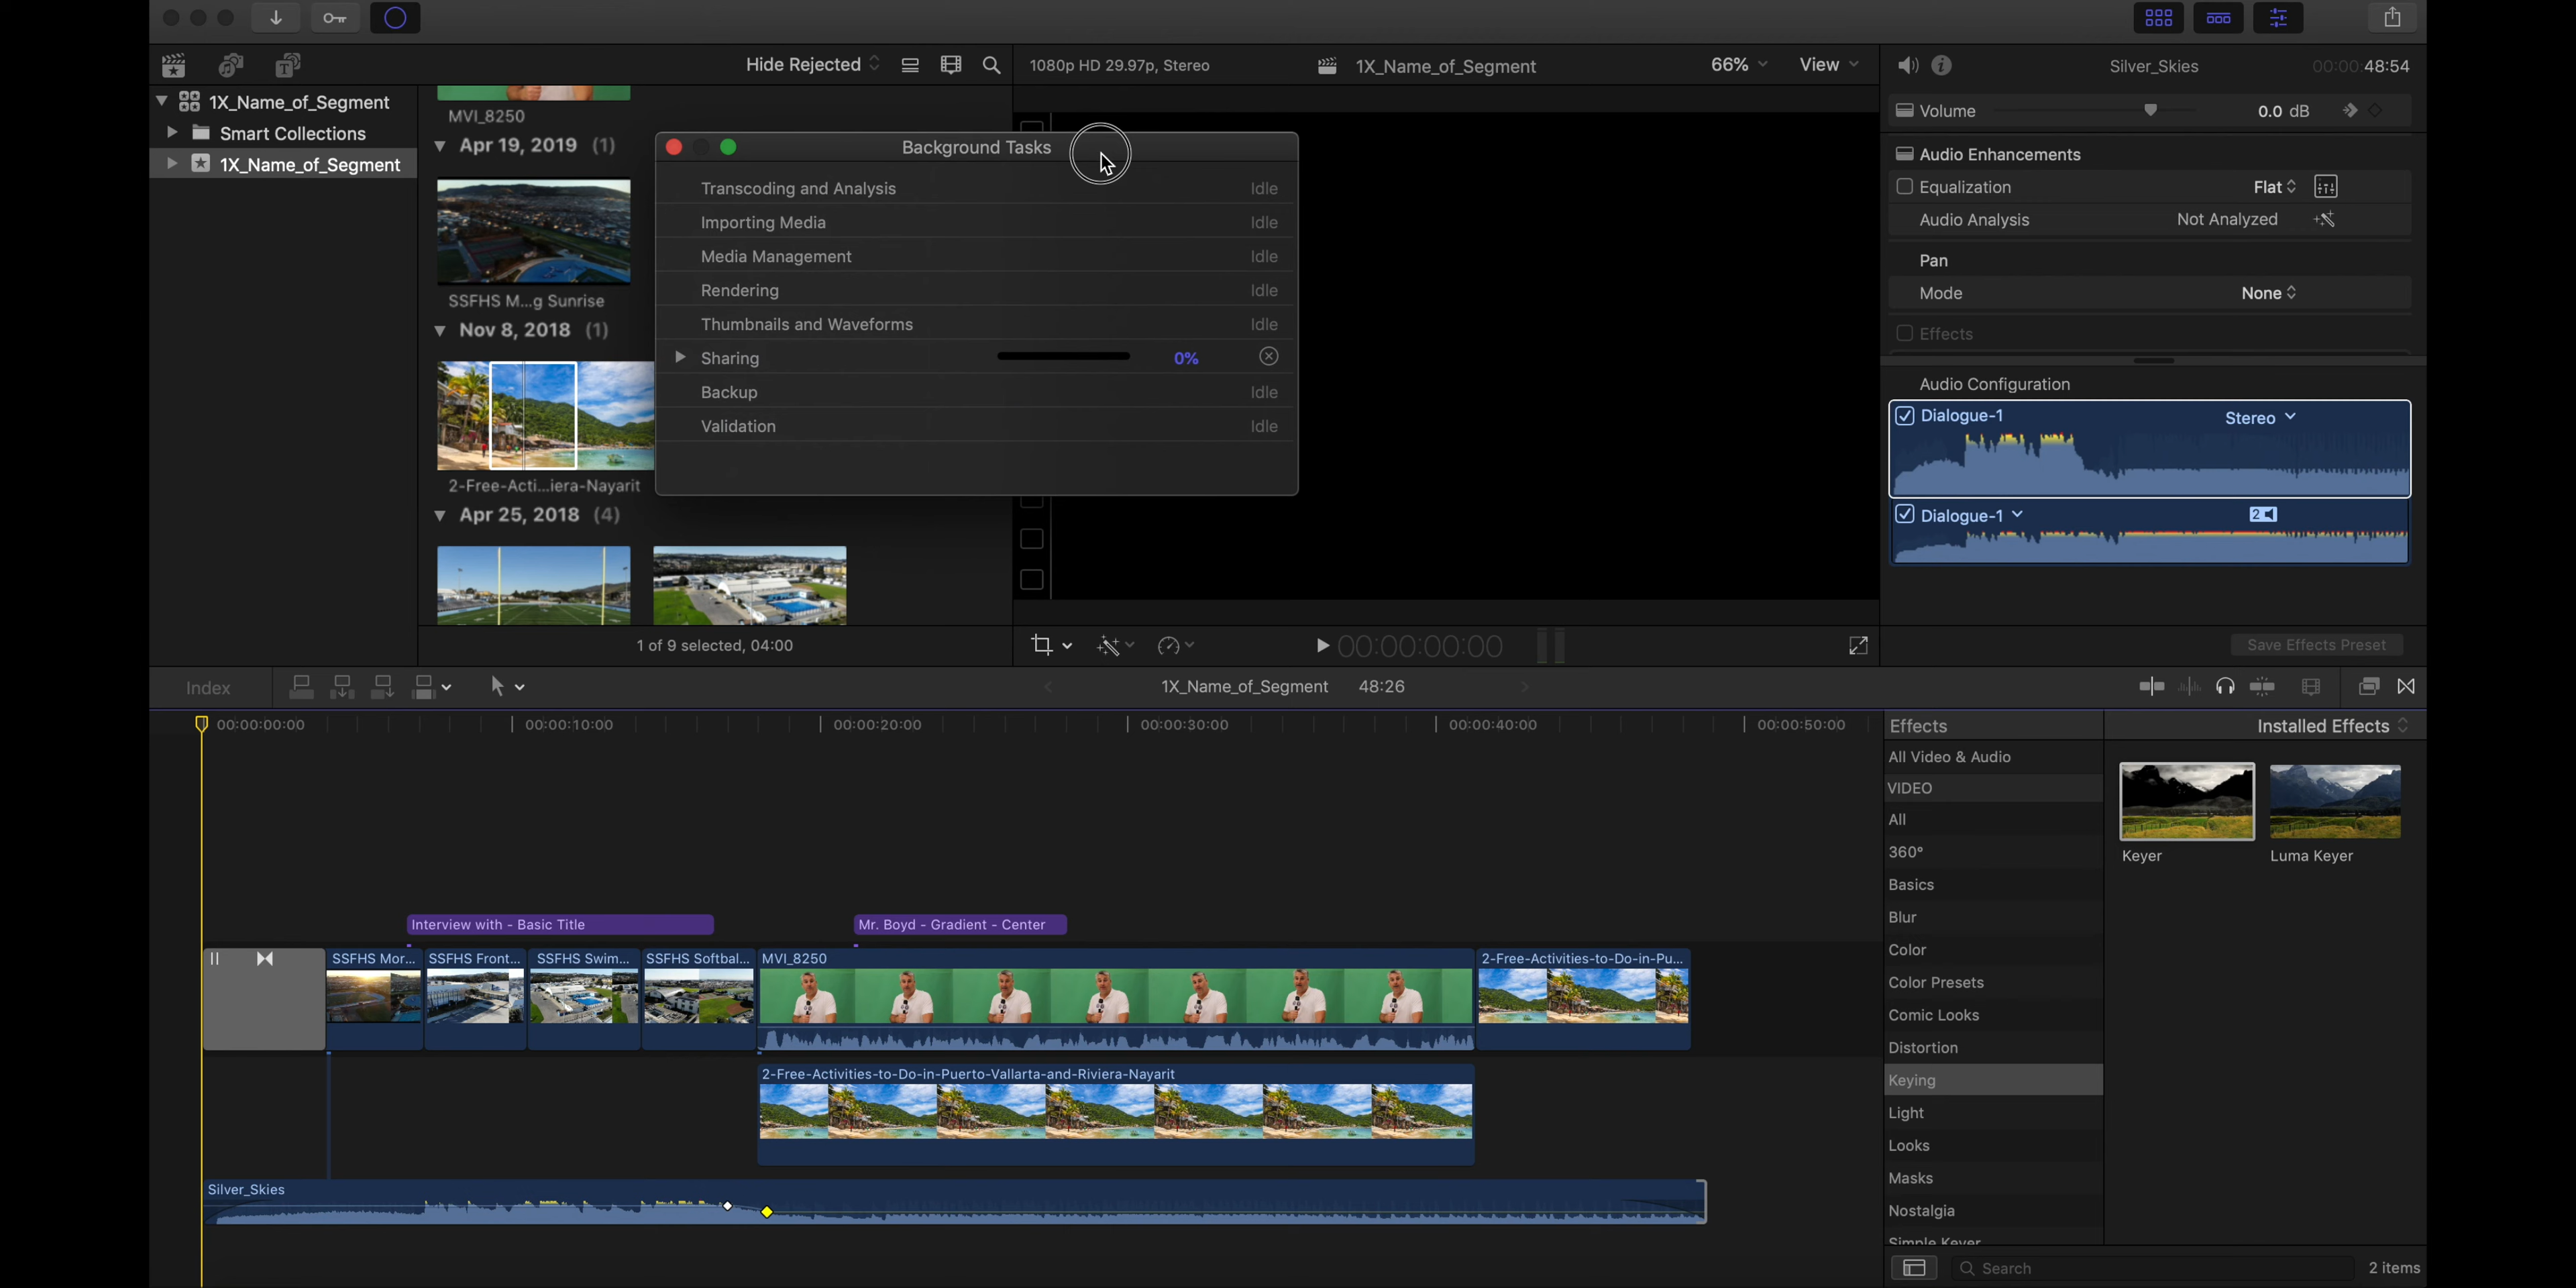 Hide Rejected
1080p HD 29.97p, Stereo
1X_Name_of_Segment
66%
View
Silver_Skies
00:00:48:54
1X_Name_of_Segment
Smart Collections
1X_Name_of_Segment
MVI_8250
Apr 19, 2019 (1)
SSFHS M...g Sunrise
Nov 8, 2018 (1)
2-Free-Acti...iera-Nayarit
Apr 25, 2018 (4)
1 of 9 selected, 04:00
Background Tasks
Transcoding and Analysis Idle
Importing Media Idle
Media Management Idle
Rendering Idle
Thumbnails and Waveforms Idle
Sharing 0%
Backup Idle
Validation Idle
00:00:00:00
Volume 0.0 dB
Audio Enhancements
Equalization Flat
Audio Analysis Not Analyzed
Pan
Mode None
Effects
Audio Configuration
Dialogue-1 Stereo
Dialogue-1 2
Save Effects Preset
Index
1X_Name_of_Segment 48:26
00:00:00:00 00:00:10:00 00:00:20:00 00:00:30:00 00:00:40:00 00:00:50:00
Interview with - Basic Title
Mr. Boyd - Gradient - Center
SSFHS Mor...
SSFHS Front...
SSFHS Swim...
SSFHS Softbal...
MVI_8250
2-Free-Activities-to-Do-in-Pu...
2-Free-Activities-to-Do-in-Puerto-Vallarta-and-Riviera-Nayarit
Silver_Skies
Effects
Installed Effects
All Video & Audio
VIDEO
All
360°
Basics
Blur
Color
Color Presets
Comic Looks
Distortion
Keying
Light
Looks
Masks
Nostalgia
Simple Keyer
Keyer
Luma Keyer
Search
2 items